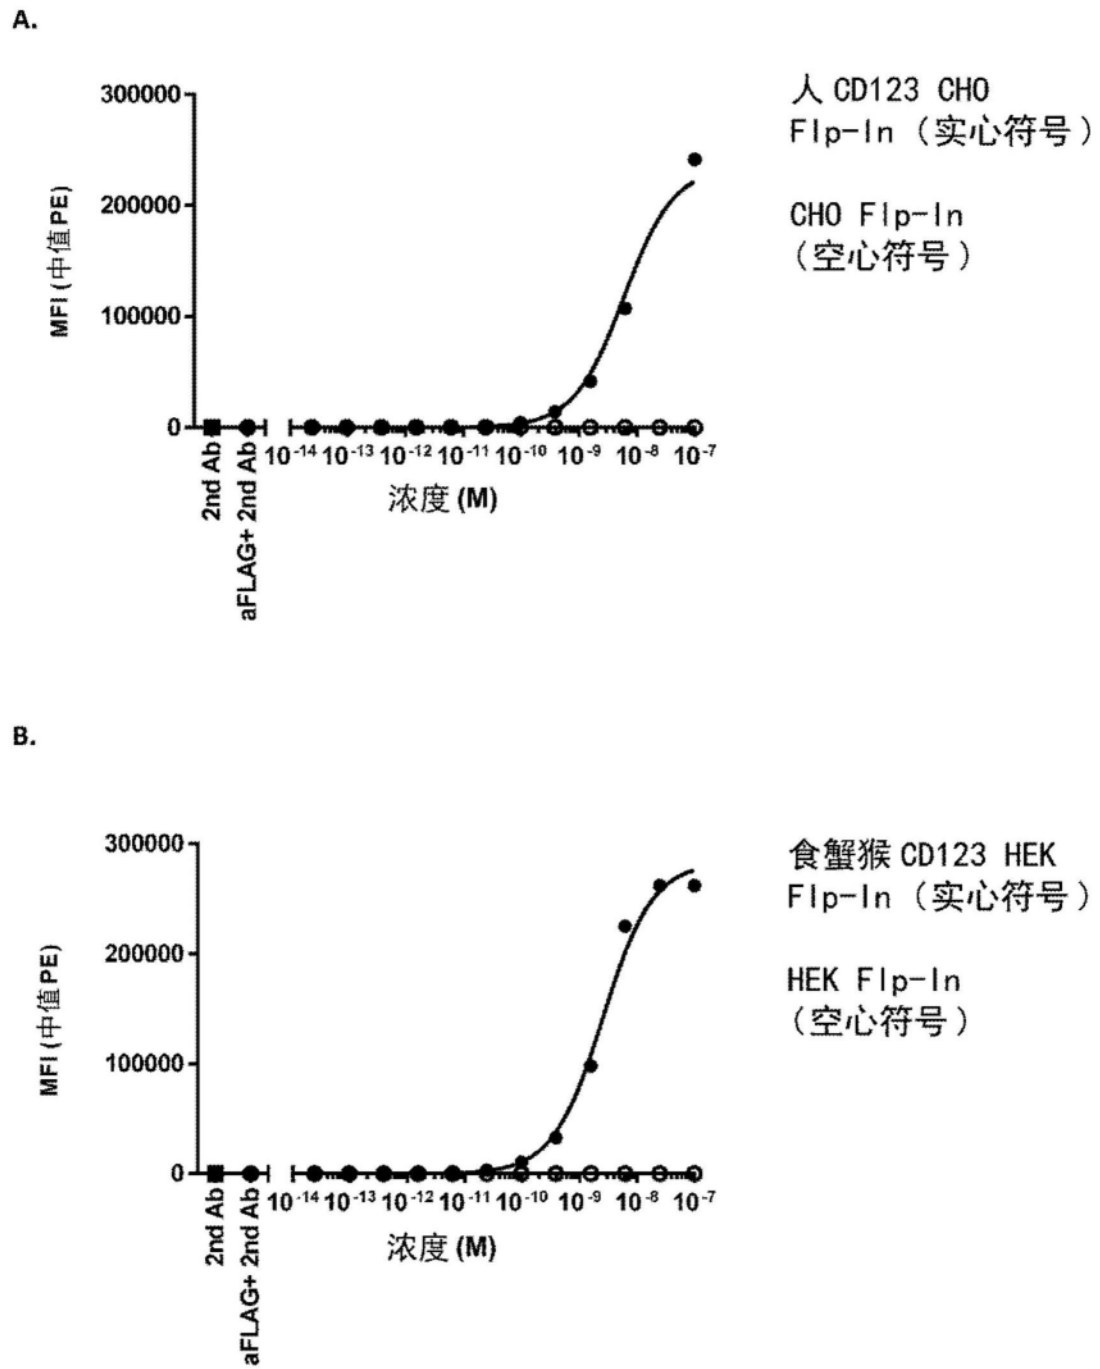 A.
300000
200000
100000
0
MFI (中值 PE)
2nd Ab
aFLAG+ 2nd Ab
10-14 10-13 10-12 10-11 10-10 10-9 10-8 10-7
浓度 (M)
人 CD123 CHO
Flp-In (实心符号)
CHO Flp-In
(空心符号)
B.
300000
200000
100000
0
MFI (中值 PE)
2nd Ab
aFLAG+ 2nd Ab
10-14 10-13 10-12 10-11 10-10 10-9 10-8 10-7
浓度 (M)
食蟹猴 CD123 HEK
Flp-In (实心符号)
HEK Flp-In
(空心符号)